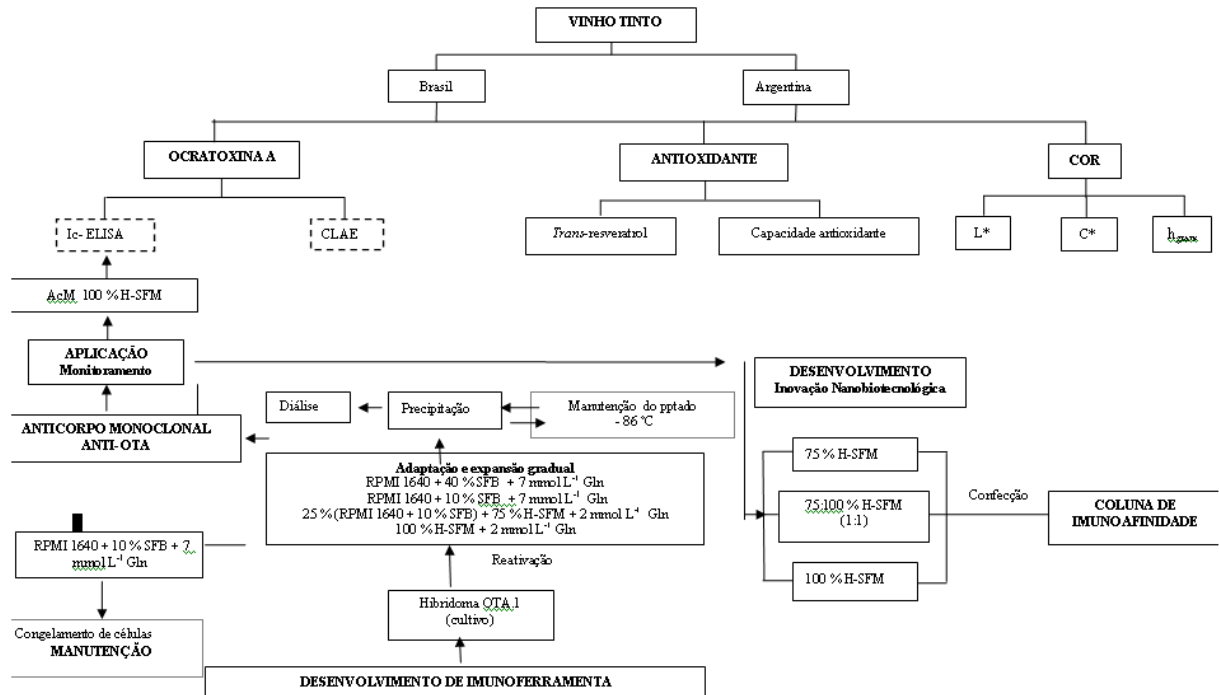 VINHO TINTO
Brasil
Argentina
OCRATOXINA A
ANTIOXIDANTE
COR
Ic- ELISA
CLAE
Trans-resveratrol
Capacidade antioxidante
L*
C*
AcM 100 % H-SFM
APLICAÇÃO
Monitoramento
DESENVOLVIMENTO
Inovação Nanobiotecnológica
Diálise
Precipitação
Manutenção do pptado
- 86 ºC
ANTICORPO MONOCLONAL
ANTI- OTA
Adaptação e expansão gradual
RPMI 1640 + 40 % SFB + 7 mmol L⁻¹ Gln
RPMI 1640 + 10 % SFB + 7 mmol L⁻¹ Gln
25 % (RPMI 1640 + 10 % SFB) + 75 % H-SFM + 2 mmol L⁻¹ Gln
100 % H-SFM + 2 mmol L⁻¹ Gln
75 % H-SFM
75:100 % H-SFM
(1:1)
100 % H-SFM
Confecção
COLUNA DE
IMUNOAFINIDADE
RPMI 1640 + 10 % SFB + 7
mmol L⁻¹ Gln
Reativação
Hibridoma OTA.1
(cultivo)
Congelamento de células
MANUTENÇÃO
DESENVOLVIMENTO DE IMUNOFERRAMENTA